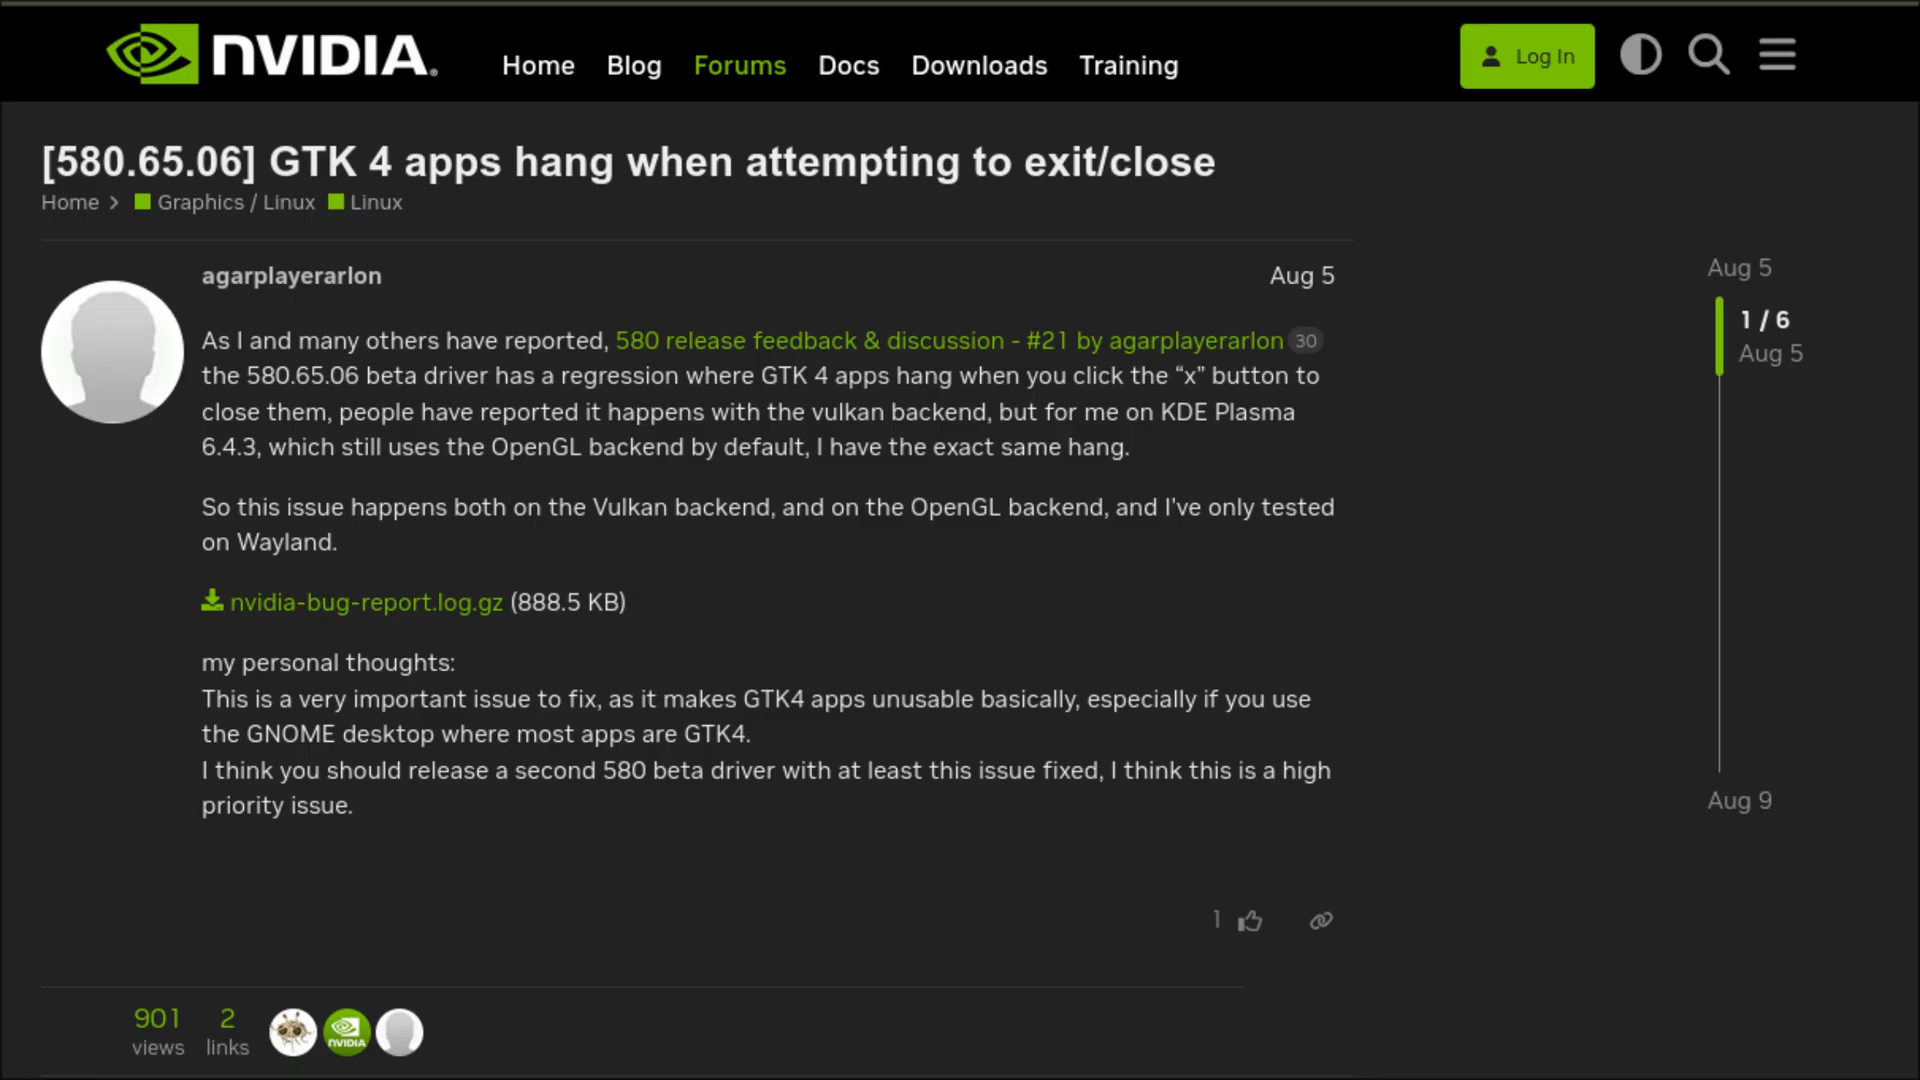 NVIDIA.
Home Blog Forums Docs Downloads Training
Log In
[580.65.06] GTK 4 apps hang when attempting to exit/close
Home Graphics / Linux Linux
agarplayerarlon
Aug 5
As I and many others have reported, 580 release feedback & discussion - #21 by agarplayerarlon 30
the 580.65.06 beta driver has a regression where GTK 4 apps hang when you click the “x” button to
close them, people have reported it happens with the vulkan backend, but for me on KDE Plasma
6.4.3, which still uses the OpenGL backend by default, I have the exact same hang.
So this issue happens both on the Vulkan backend, and on the OpenGL backend, and I’ve only tested
on Wayland.
nvidia-bug-report.log.gz (888.5 KB)
my personal thoughts:
This is a very important issue to fix, as it makes GTK4 apps unusable basically, especially if you use
the GNOME desktop where most apps are GTK4.
I think you should release a second 580 beta driver with at least this issue fixed, I think this is a high
priority issue.
1
Aug 5
1 / 6
Aug 5
Aug 9
901 2
views links
NVIDIA